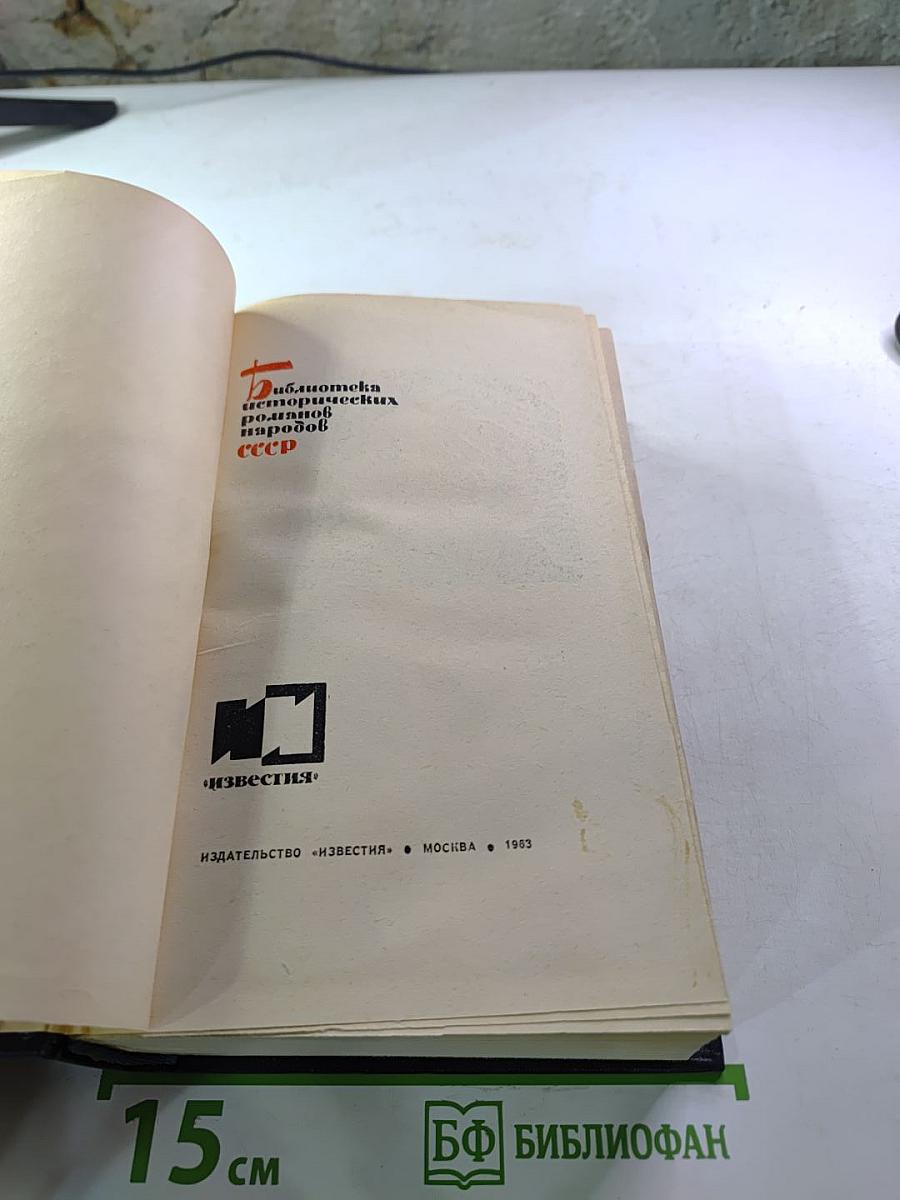 Библиотека
исторических
романов
народов
СССР
«ИЗВЕСТИЯ»
ИЗДАТЕЛЬСТВО «ИЗВЕСТИЯ» • МОСКВА • 1963
15 СМ
БФ БИБЛИОФАН